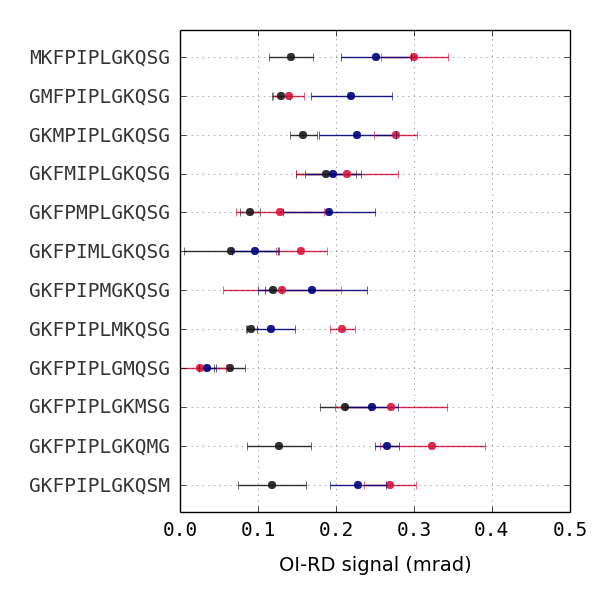 MKFPIPLGKQSG
GMFPIPLGKQSG
GKMPIPLGKQSG
GKFMIPLGKQSG
GKFPMPLGKQSG
GKFPIMLGKQSG
GKFPIPMGKQSG
GKFPIPLMKQSG
GKFPIPLGMQSG
GKFPIPLGKMSG
GKFPIPLGKQMG
GKFPIPLGKQSM
0.0 0.1 0.2 0.3 0.4 0.5
OI-RD signal (mrad)